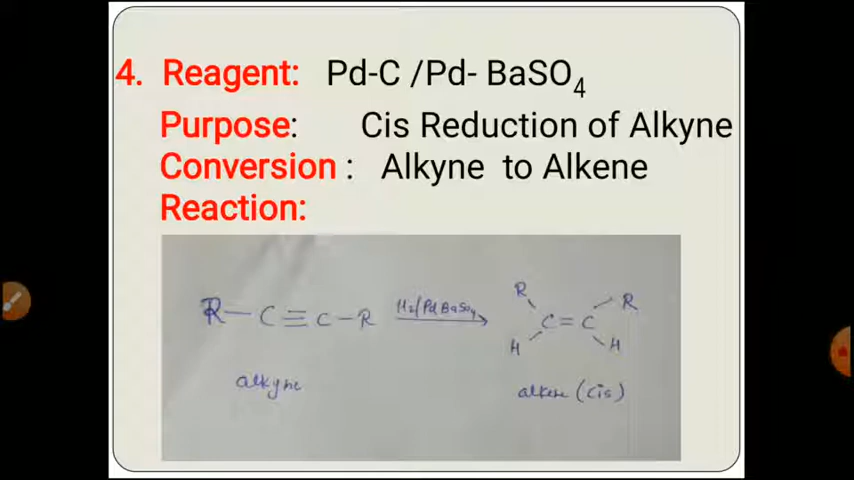 4. Reagent: Pd-C /Pd- BaSO₄
Purpose: Cis Reduction of Alkyne
Conversion : Alkyne to Alkene
Reaction:
R R
R — C ≡ C – R H₂/Pd BaSO₄ C = C
H H
alkyne alkene (cis)